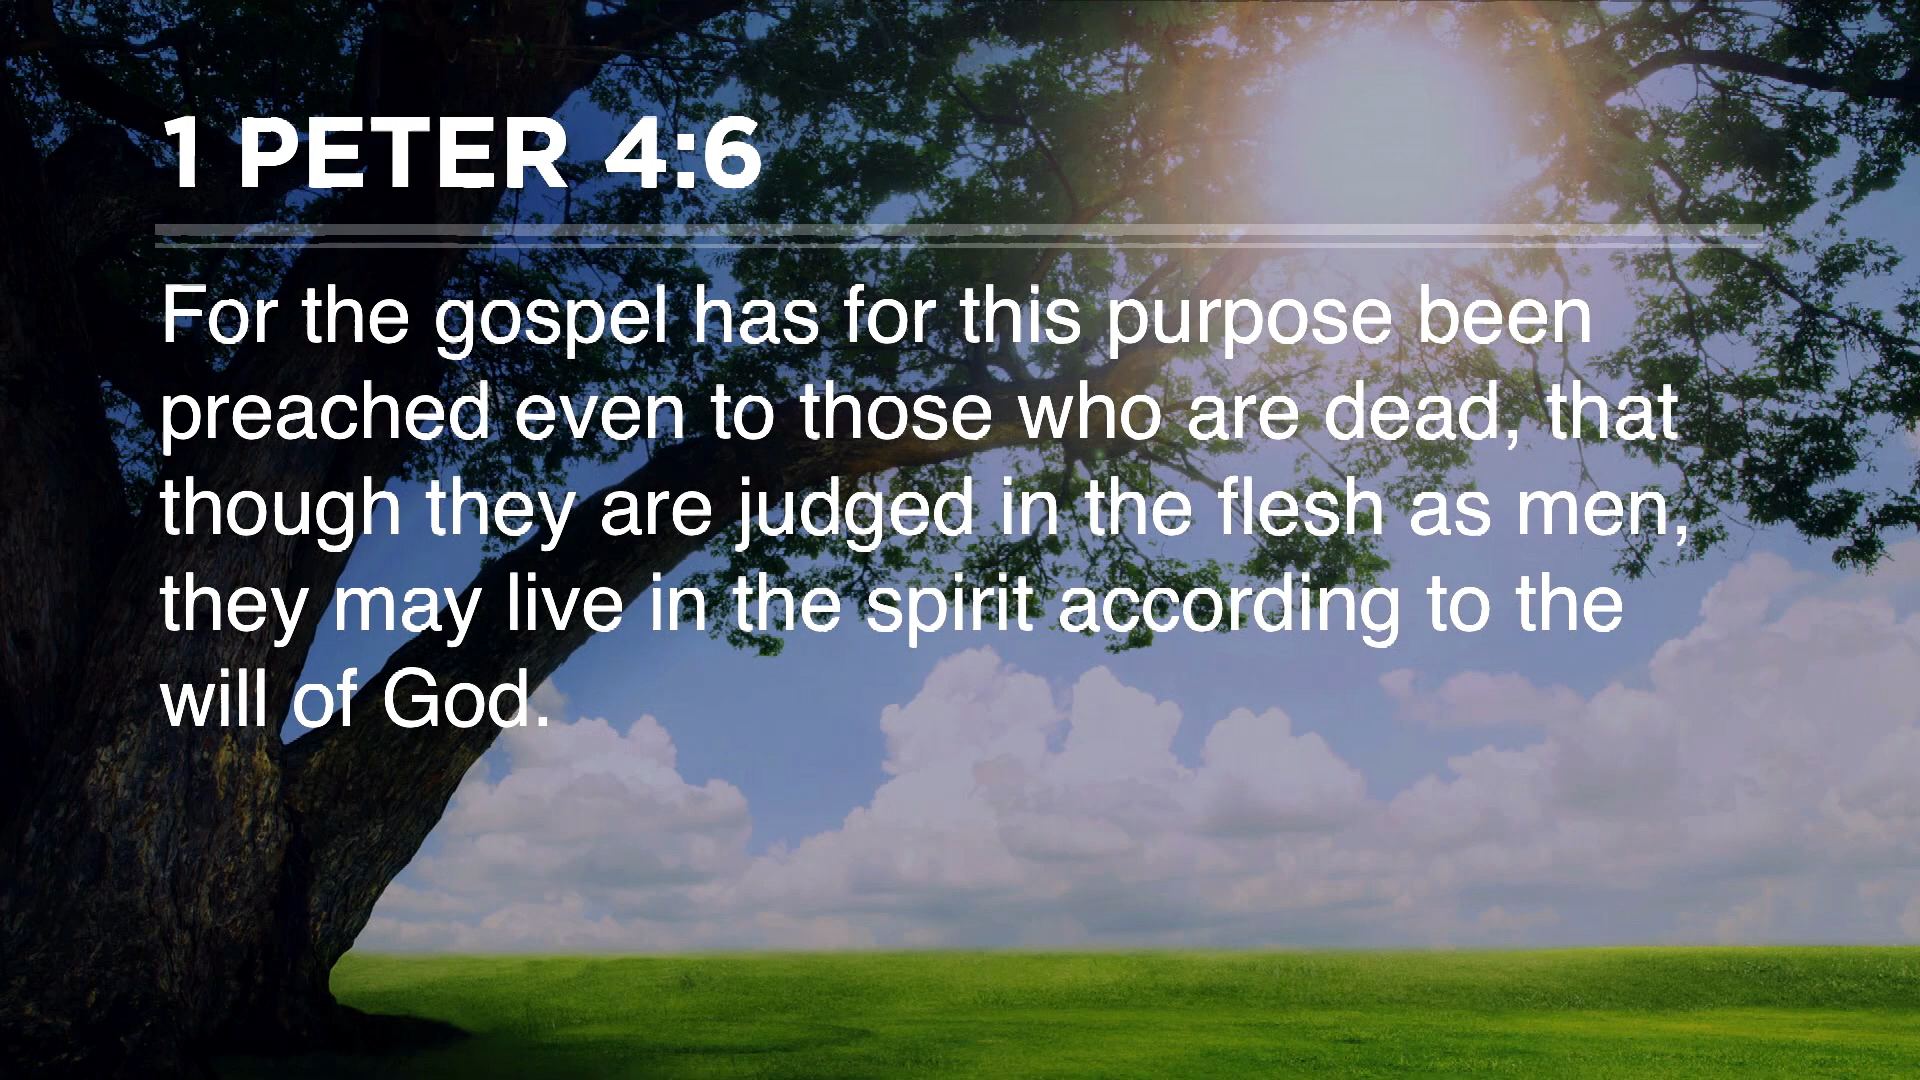 1 PETER 4:6
For the gospel has for this purpose been
preached even to those who are dead, that
though they are judged in the flesh as men,
they may live in the spirit according to the
will of God.